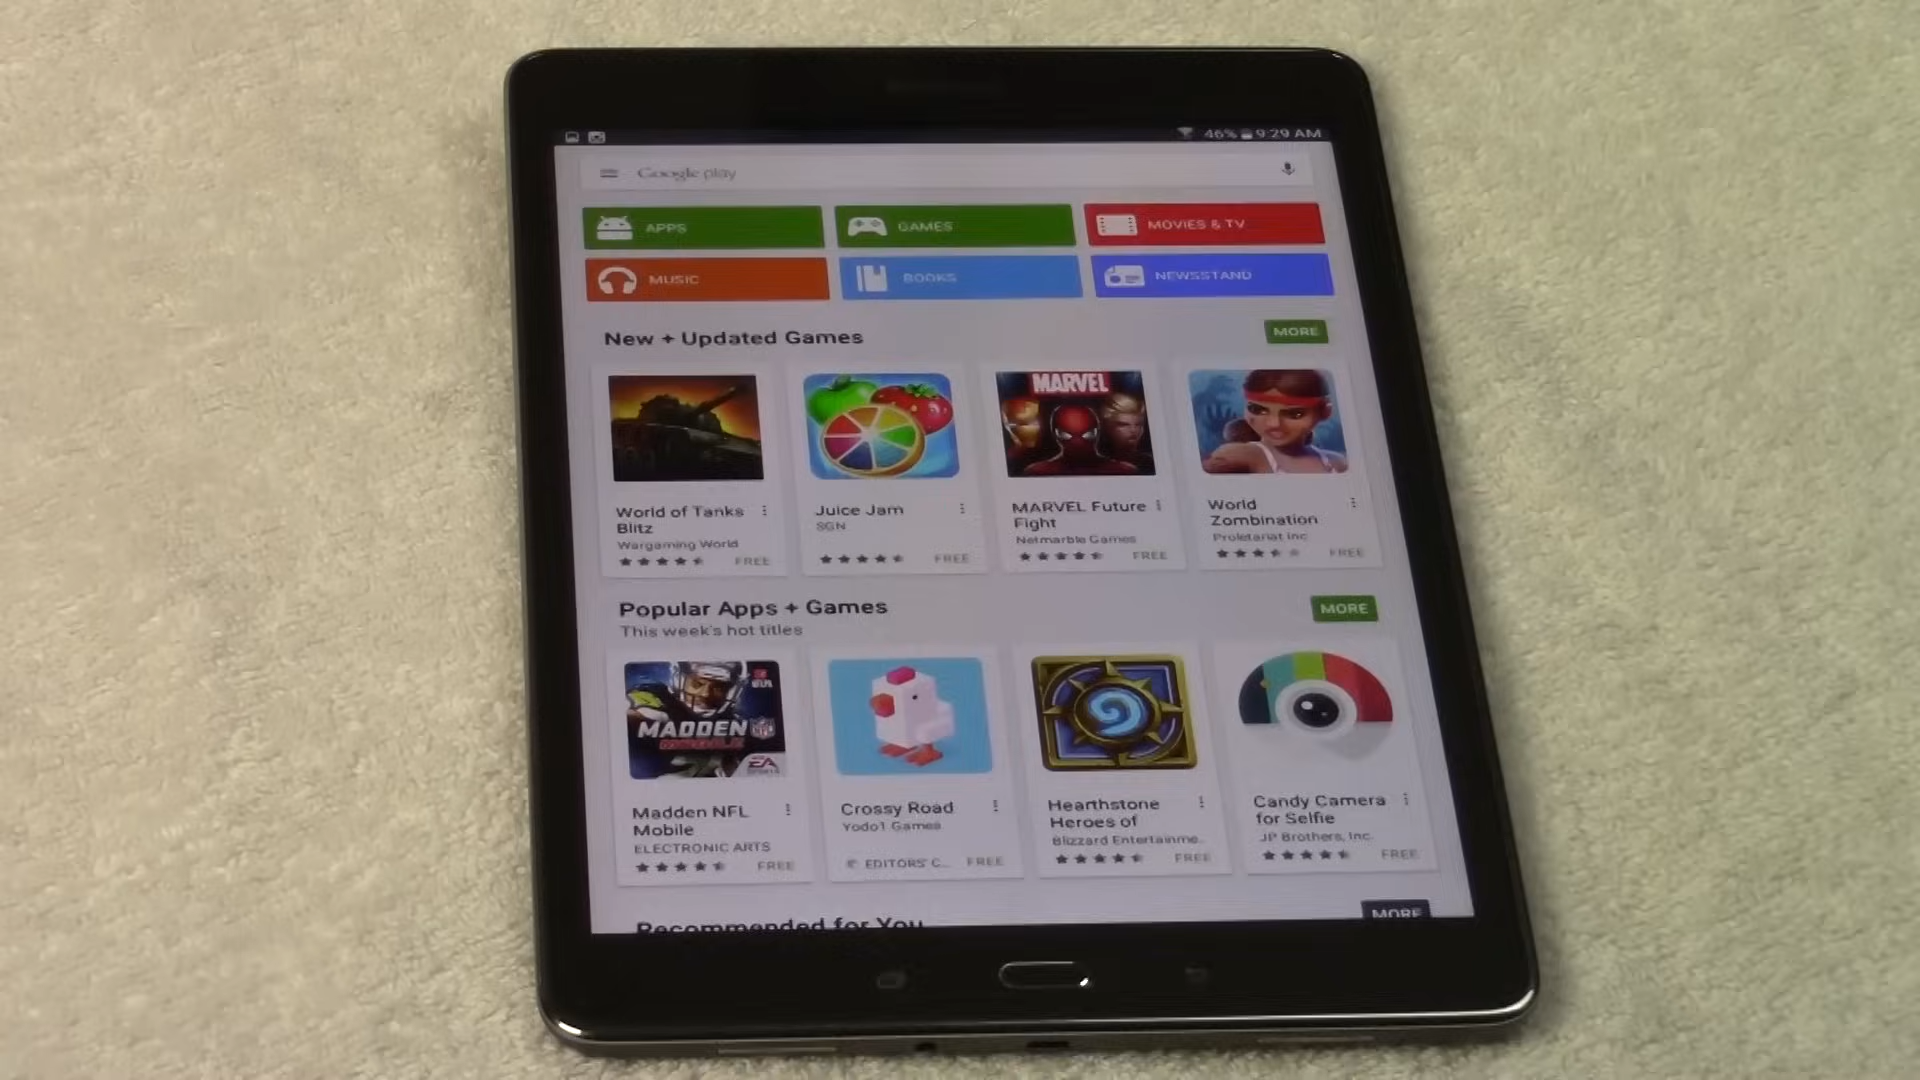 46% 9:29 AM
Google play
APPS
GAMES
MOVIES & TV
MUSIC
BOOKS
NEWSSTAND
New + Updated Games
MORE
MARVEL
World of Tanks
Blitz
Wargaming World
FREE
Juice Jam
SGN
FREE
MARVEL Future
Fight
Netmarble Games
FREE
World
Zombination
Proletariat Inc
FREE
Popular Apps + Games
This week's hot titles
MORE
MADDEN
NFL
EA
Madden NFL
Mobile
ELECTRONIC ARTS
FREE
Crossy Road
Yodo1 Games
EDITORS' C...
FREE
Hearthstone
Heroes of
Blizzard Entertainme..
FREE
Candy Camera
for Selfie
JP Brothers, Inc.
FREE
Recommended for You
MORE